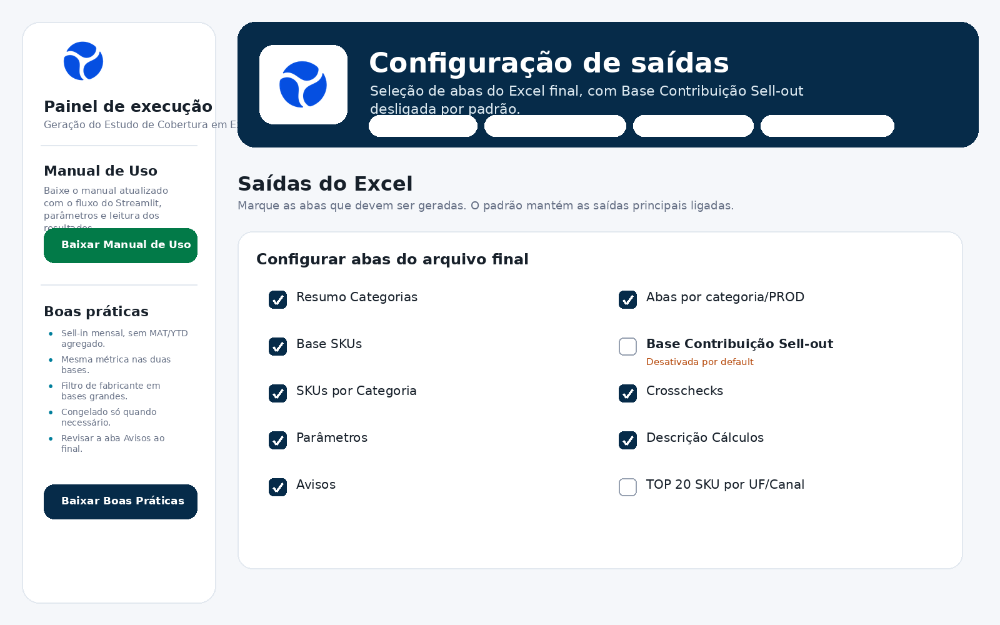 Painel de execução
Geração do Estudo de Cobertura em
Manual de Uso
Baixe o manual atualizado
com o fluxo do Streamlit,
parâmetros e leitura dos
resultados.
Baixar Manual de Uso
Boas práticas
• Sell-in mensal, sem MAT/YTD
agregado.
• Mesma métrica nas duas
bases.
• Filtro de fabricante em
bases grandes.
• Congelado só quando
necessário.
• Revisar a aba Avisos ao
final.
Baixar Boas Práticas
Configuração de saídas
Seleção de abas do Excel final, com Base Contribuição Sell-out
desligada por padrão.
Saídas do Excel
Marque as abas que devem ser geradas. O padrão mantém as saídas principais ligadas.
Configurar abas do arquivo final
Resumo Categorias
Abas por categoria/PROD
Base SKUs
Base Contribuição Sell-out
Desativada por default
SKUs por Categoria
Crosschecks
Parâmetros
Descrição Cálculos
Avisos
TOP 20 SKU por UF/Canal